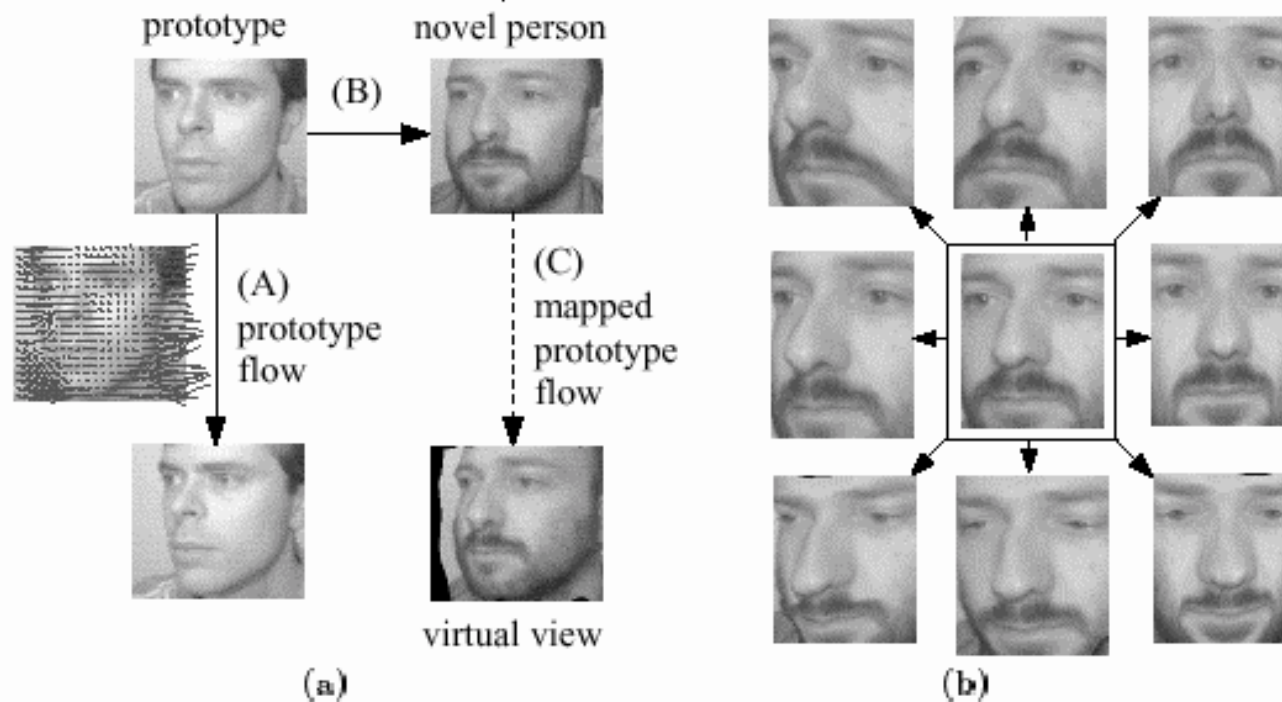 prototype
novel person
(B)
(A)
prototype
flow
(C)
mapped
prototype
flow
virtual view
(a)
(b)